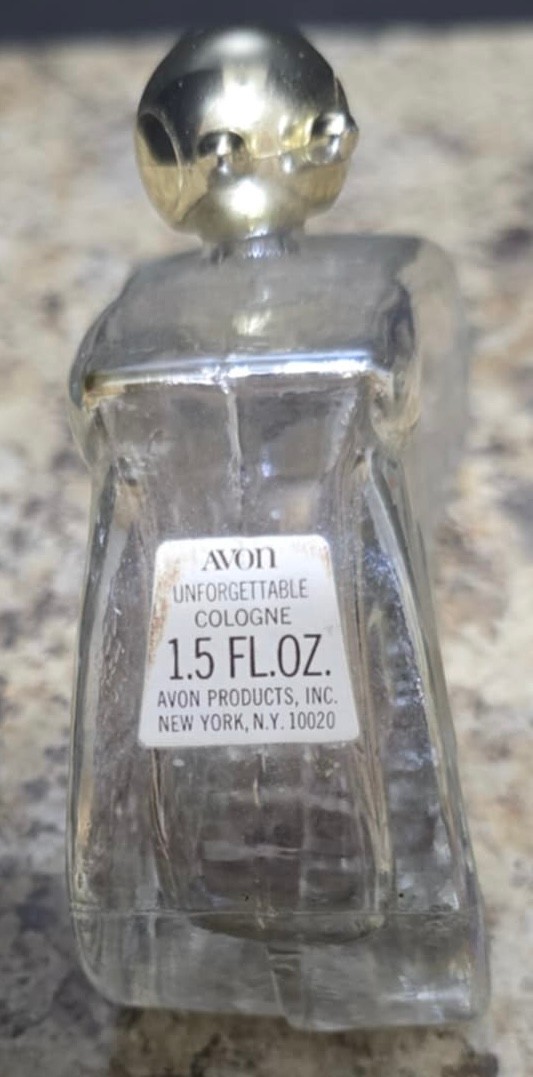 AVON
UNFORGETTABLE
COLOGNE
1.5 FL.OZ.
AVON PRODUCTS, INC.
NEW YORK, N.Y. 10020